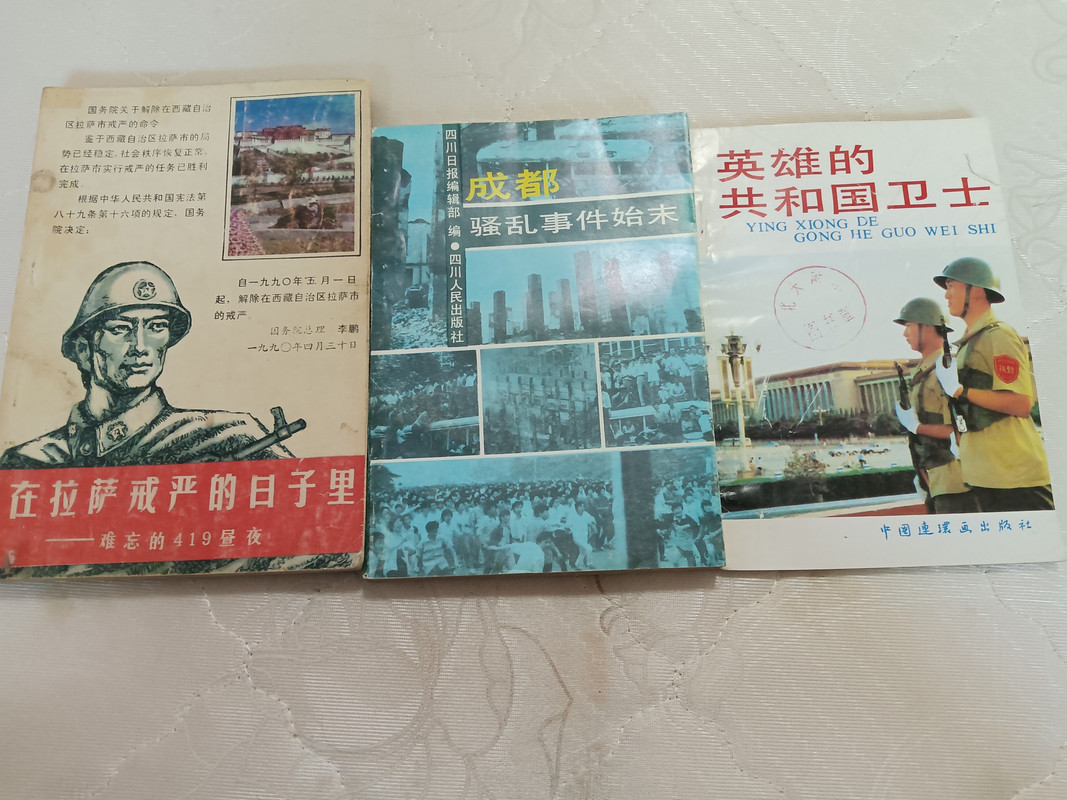 国务院关于解除在西藏自治
区拉萨市戒严的命令
鉴于西藏自治区拉萨市的局
势已经稳定,社会秩序恢复正常,
在拉萨市实行戒严的任务已胜利
完成。
根据中华人民共和国宪法第
八十九条第十六项的规定,国务
院决定:
自一九九〇年五月一日
起,解除在西藏自治区拉萨市
的戒严。
国务院总理 李鹏
一九九〇年四月三十日
在拉萨戒严的日子里
——难忘的419昼夜
四川日报编辑部 编●四川人民出版社
成都
骚乱事件始末
英雄的
共和国卫士
YING XIONG DE
GONG HE GUO WEI SHI
中国连环画出版社